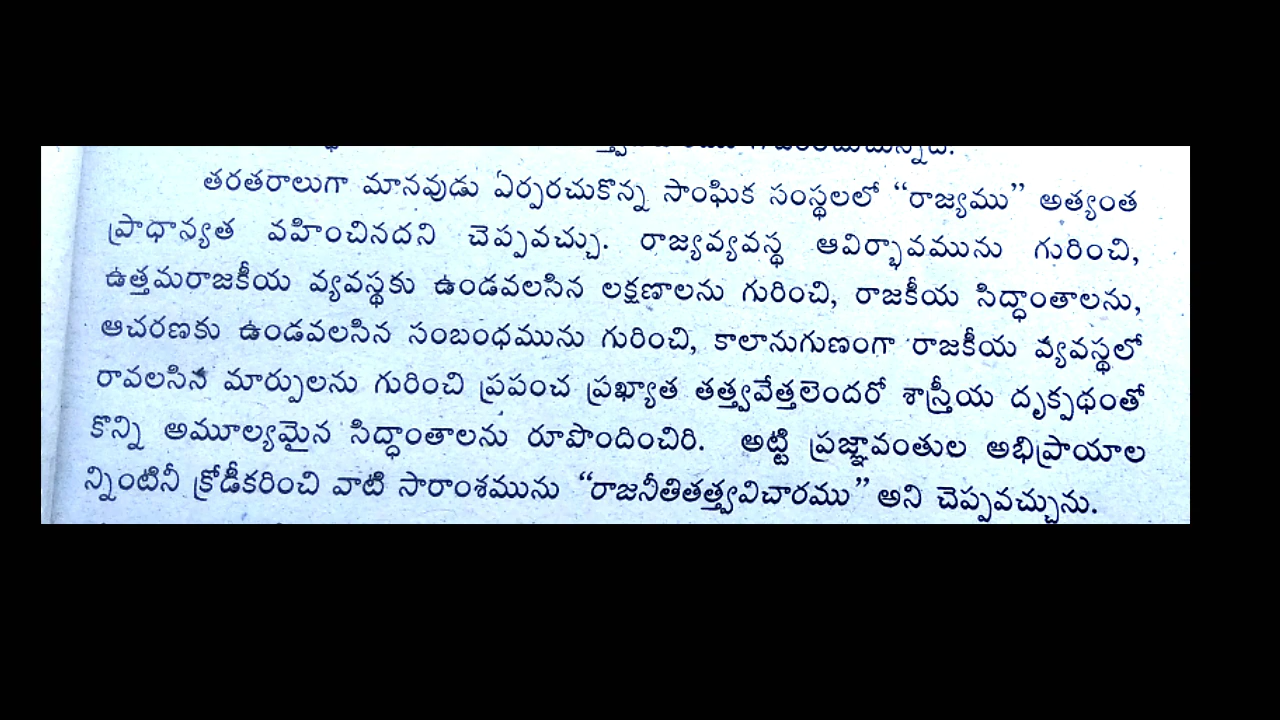 తరతరాలుగా మానవుడు ఏర్పరచుకొన్న సాంఘిక సంస్థలలో “రాజ్యము” అత్యంత
ప్రాధాన్యత వహించినదని చెప్పవచ్చు. రాజ్యవ్యవస్థ ఆవిర్భావమును గురించి,
ఉత్తమరాజకీయ వ్యవస్థకు ఉండవలసిన లక్షణాలను గురించి, రాజకీయ సిద్ధాంతాలను,
ఆచరణకు ఉండవలసిన సంబంధమును గురించి, కాలానుగుణంగా రాజకీయ వ్యవస్థలో
రావలసిన మార్పులను గురించి ప్రపంచ ప్రఖ్యాత తత్త్వవేత్తలెందరో శాస్త్రీయ దృక్పథంతో
కొన్ని అమూల్యమైన సిద్ధాంతాలను రూపొందించిరి. అట్టి ప్రజ్ఞావంతుల అభిప్రాయాల
న్నింటినీ క్రోడీకరించి వాటి సారాంశమును “రాజనీతితత్త్వవిచారము” అని చెప్పవచ్చును.